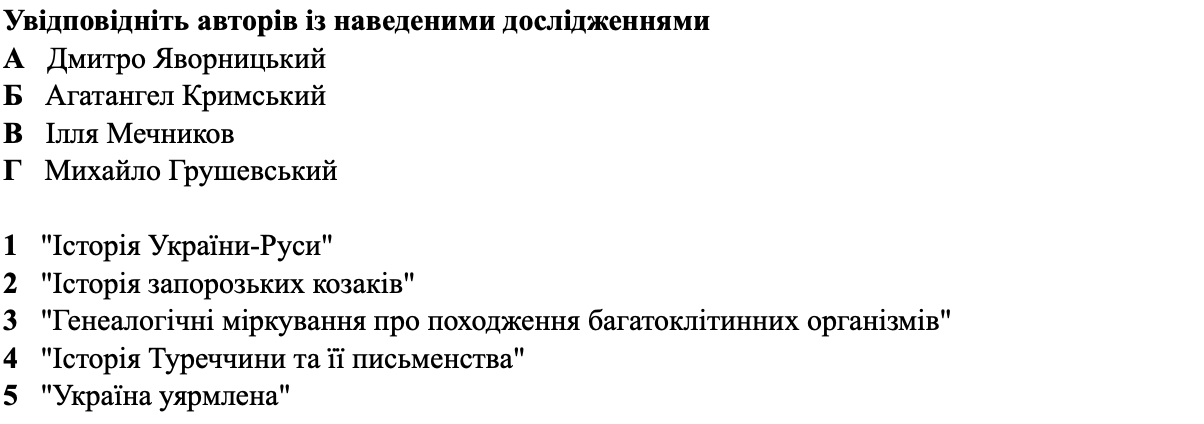 Увідповідніть авторів із наведеними дослідженнями
А Дмитро Яворницький
Б Агатангел Кримський
В Ілля Мечников
Г Михайло Грушевський
1 "Історія України-Руси"
2 "Історія запорозьких козаків"
3 "Генеалогічні міркування про походження багатоклітинних організмів"
4 "Історія Туреччини та її письменства"
5 "Україна уярмлена"